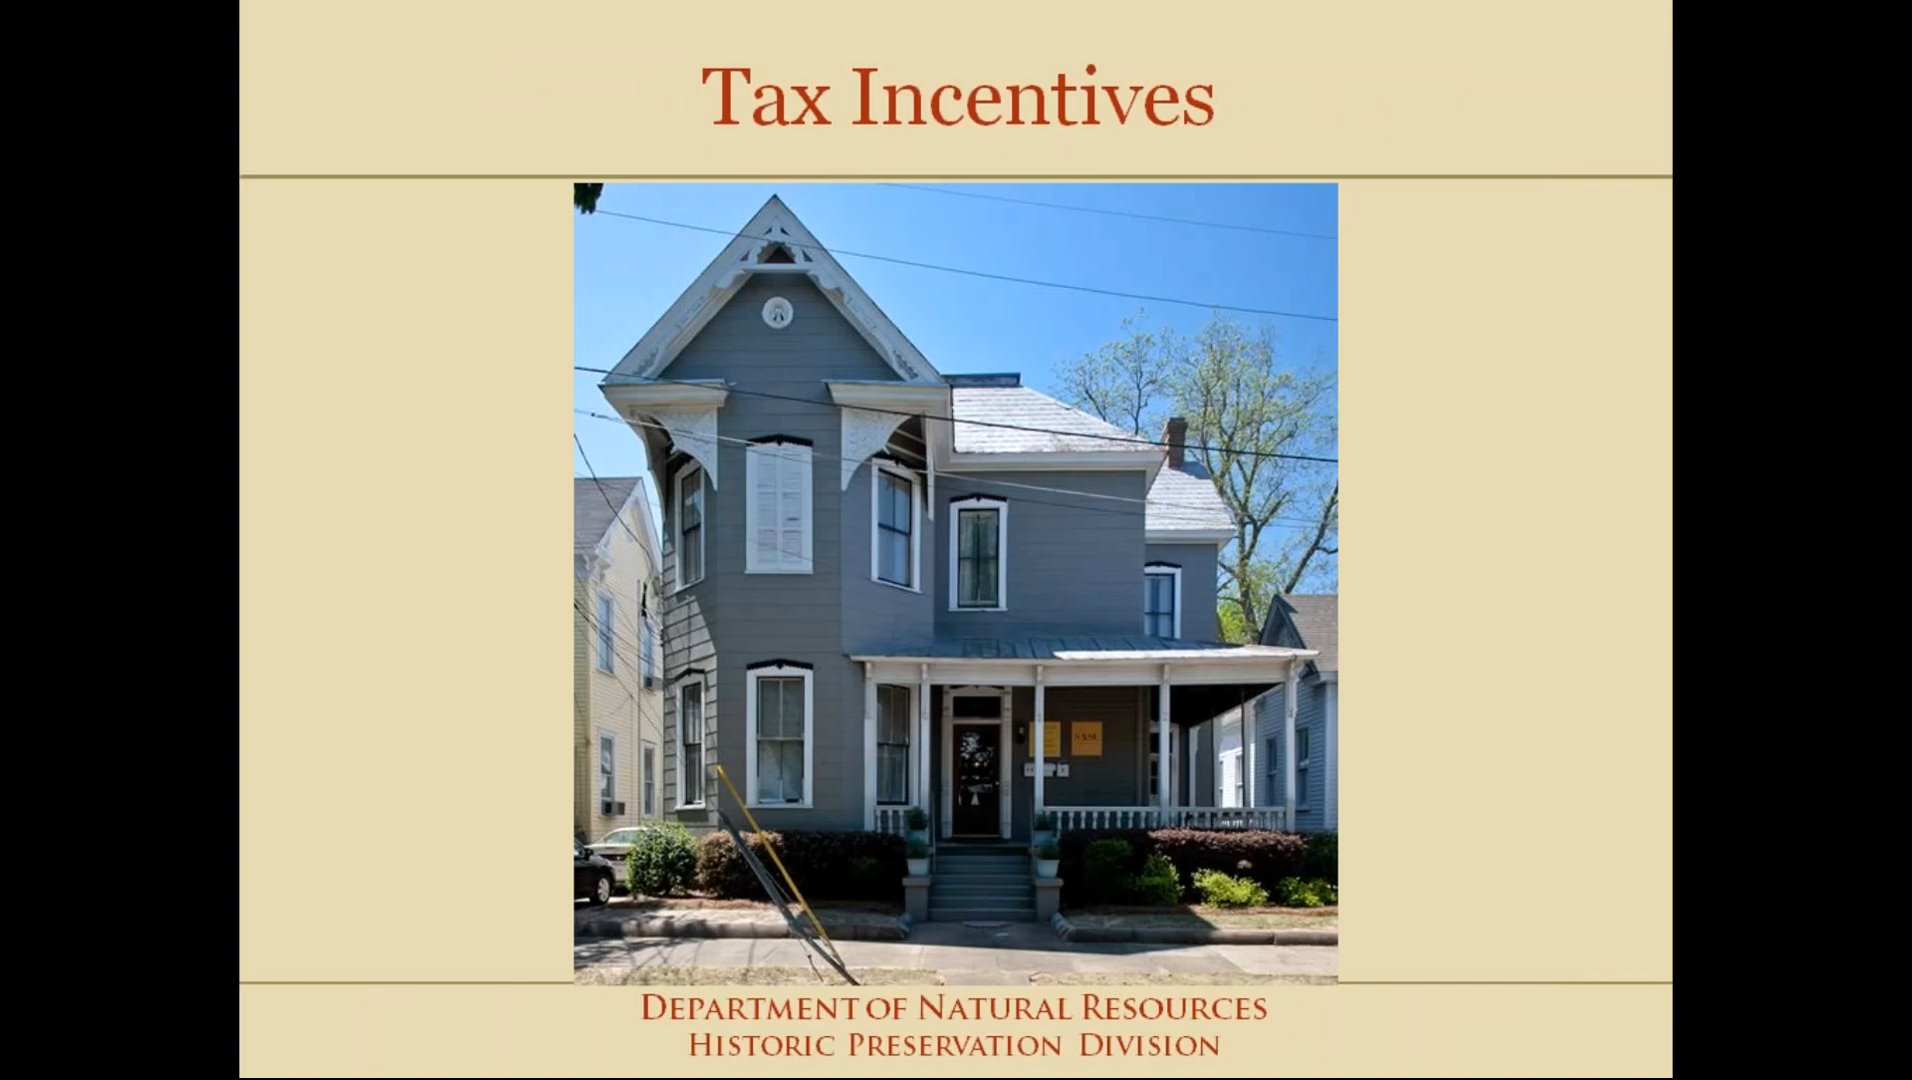 Tax Incentives
DEPARTMENT OF NATURAL RESOURCES
HISTORIC PRESERVATION DIVISION